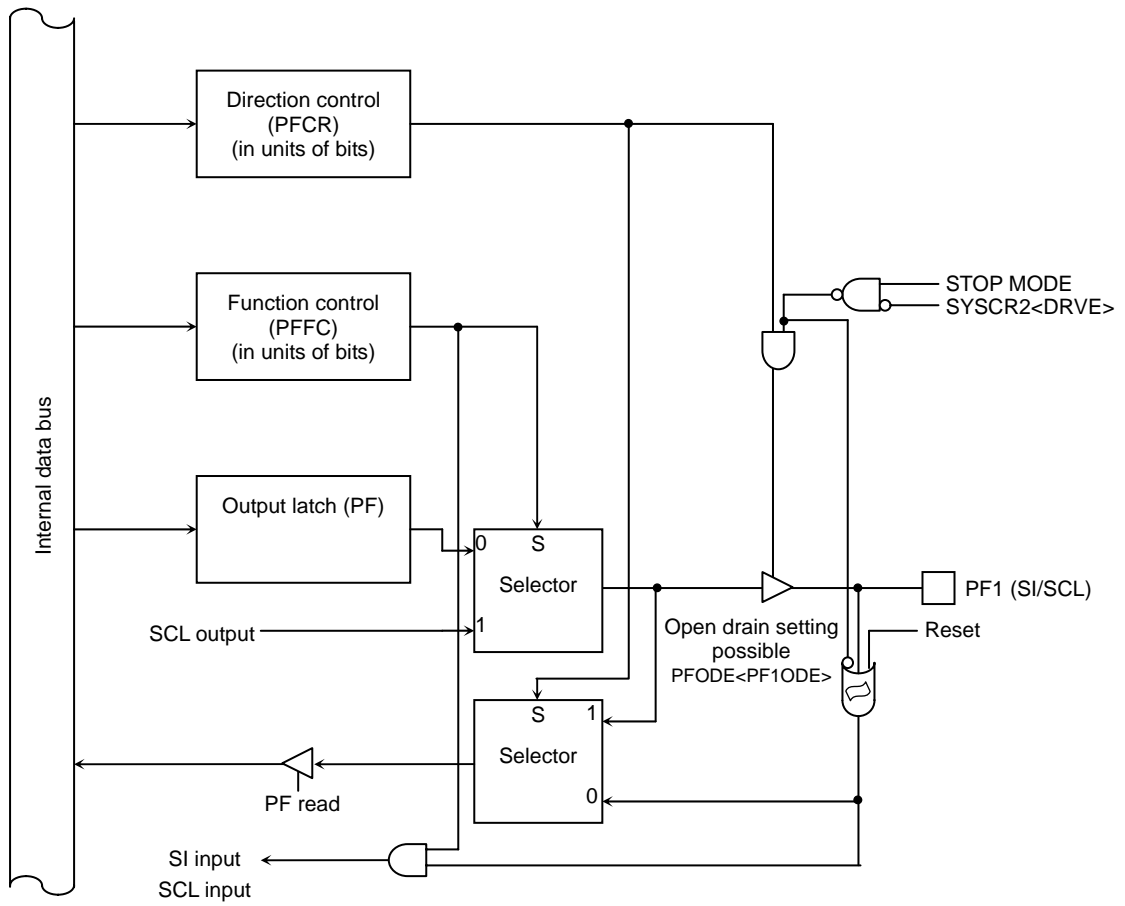 Direction control
(PFCR)
(in units of bits)
STOP MODE
SYSCR2<DRVE>
Function control
(PFFC)
(in units of bits)
Internal data bus
Output latch (PF)
0
S
Selector
1
SCL output
PF1 (SI/SCL)
Open drain setting
possible
PFODE<PF1ODE>
Reset
S
1
Selector
0
PF read
SI input
SCL input